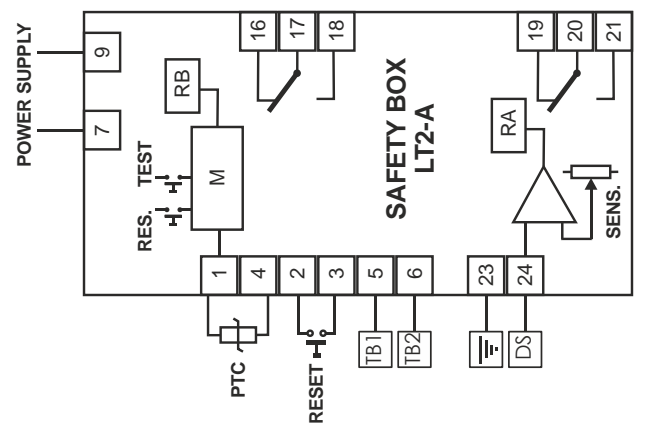 POWER SUPPLY
9
7
16
17
18
19
20
21
RB
RA
TEST
RES.
M
SAFETY BOX
LT2-A
SENS.
1
4
2
3
5
6
23
24
PTC
RESET
TB1
TB2
DS